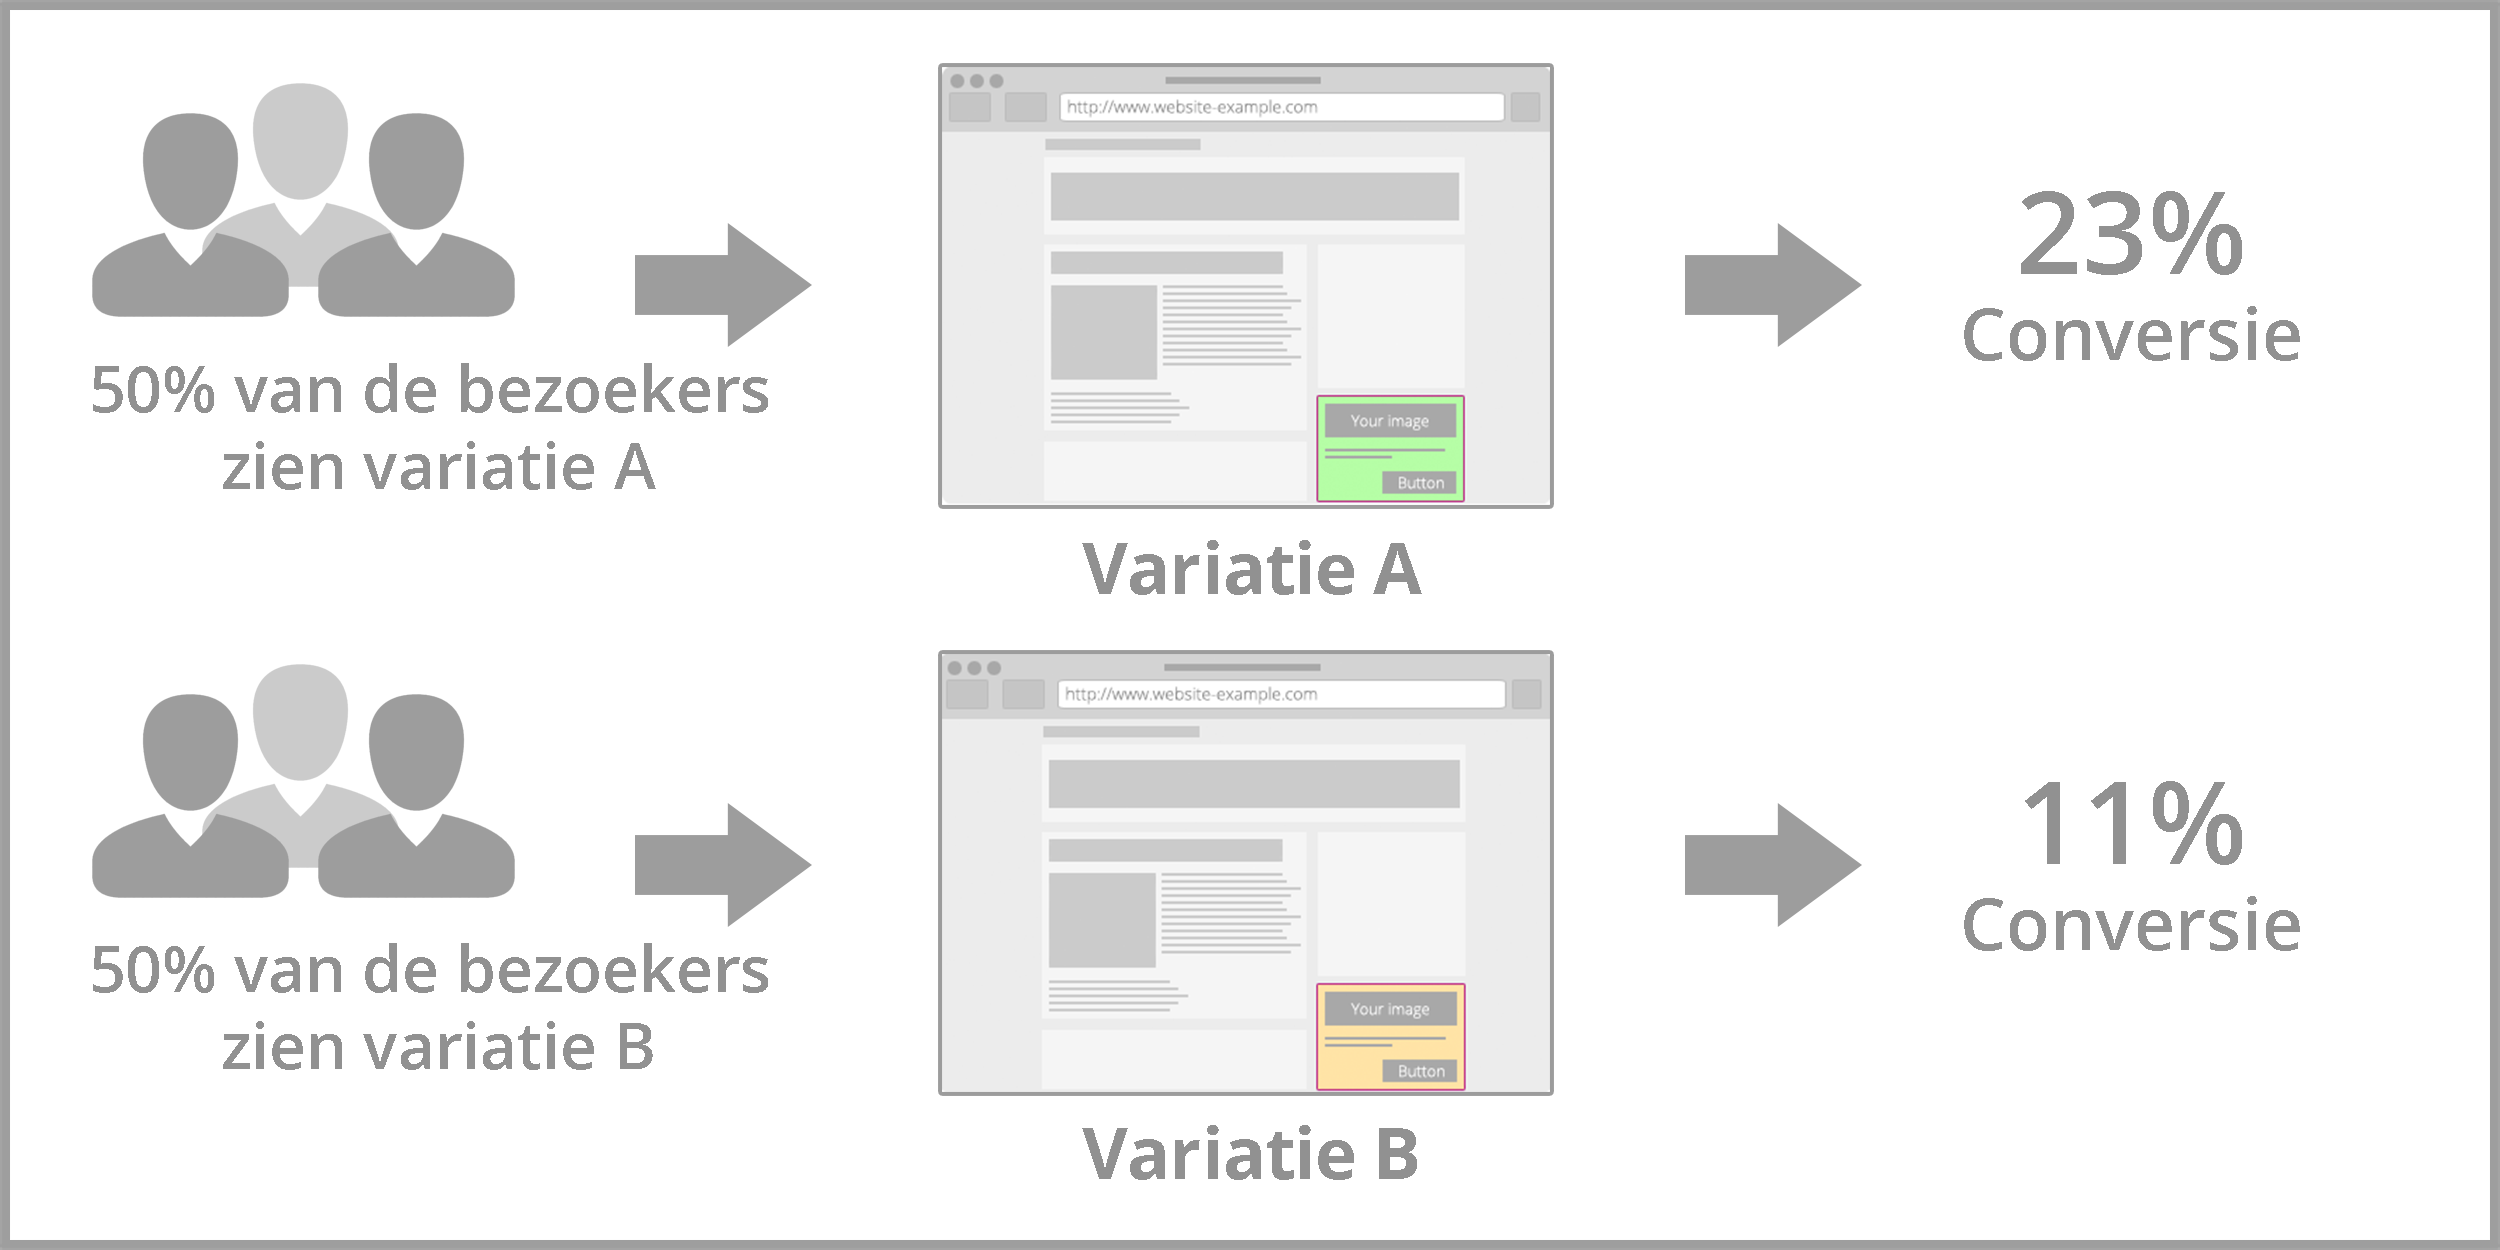 http://www.website-example.com
23%
Conversie
50% van de bezoekers
zien variatie A
Your image
Button
Variatie A
http://www.website-example.com
11%
Conversie
50% van de bezoekers
zien variatie B
Your image
Button
Variatie B